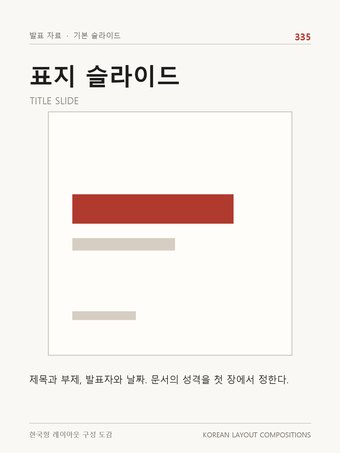 발표 자료 · 기본 슬라이드
335
표지 슬라이드
TITLE SLIDE
제목과 부제, 발표자와 날짜. 문서의 성격을 첫 장에서 정한다.
한국형 레이아웃 구성 도감
KOREAN LAYOUT COMPOSITIONS